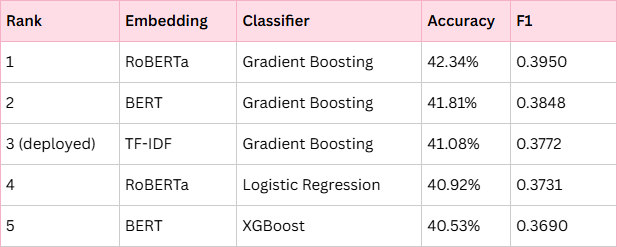 Rank Embedding Classifier Accuracy F1
1 RoBERTa Gradient Boosting 42.34% 0.3950
2 BERT Gradient Boosting 41.81% 0.3848
3 (deployed) TF-IDF Gradient Boosting 41.08% 0.3772
4 RoBERTa Logistic Regression 40.92% 0.3731
5 BERT XGBoost 40.53% 0.3690